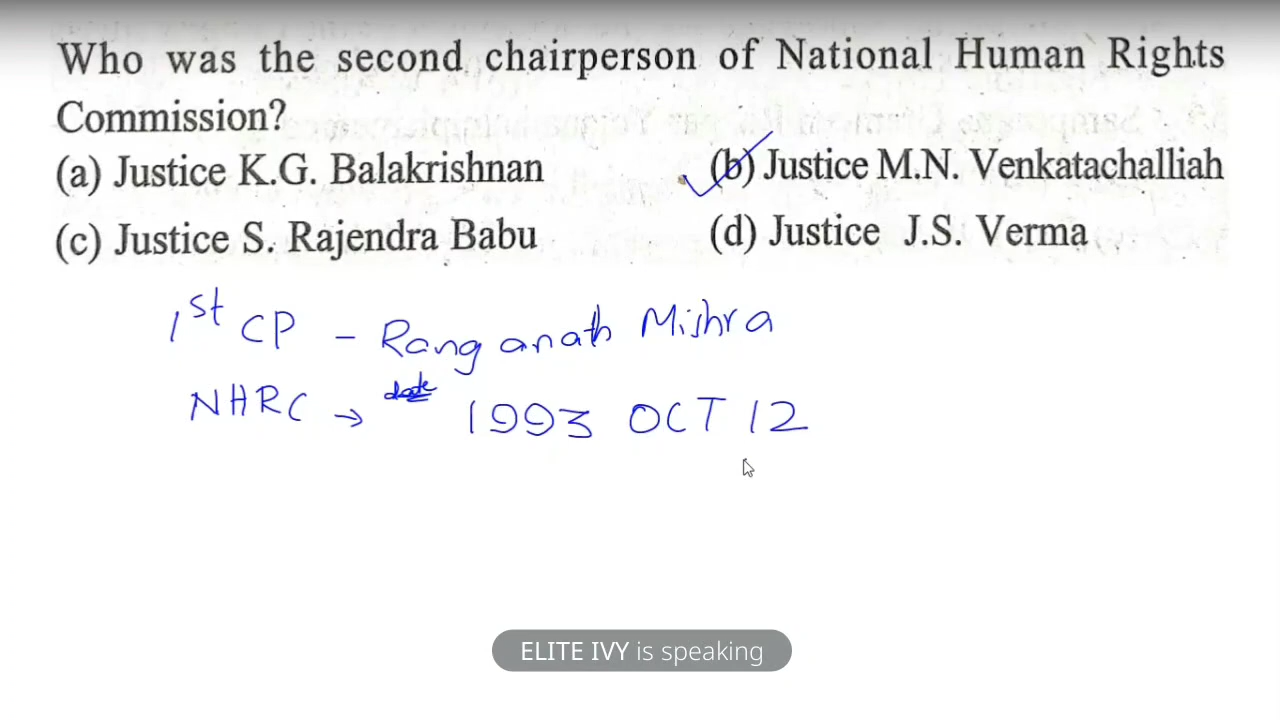 Who was the second chairperson of National Human Rights
Commission?
(a) Justice K.G. Balakrishnan (b) Justice M.N. Venkatachalliah
(c) Justice S. Rajendra Babu (d) Justice J.S. Verma
1st CP - Ranganath Mishra
NHRC → date 1993 OCT 12
ELITE IVY is speaking